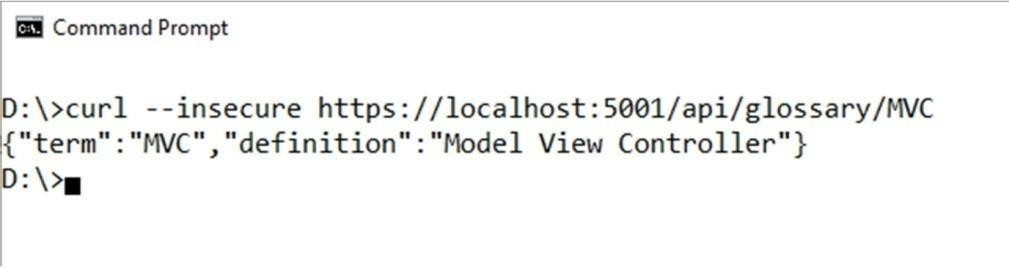 Command Prompt
D:\>curl --insecure https://localhost:5001/api/glossary/MVC
{"term":"MVC","definition":"Model View Controller"}
D:\>